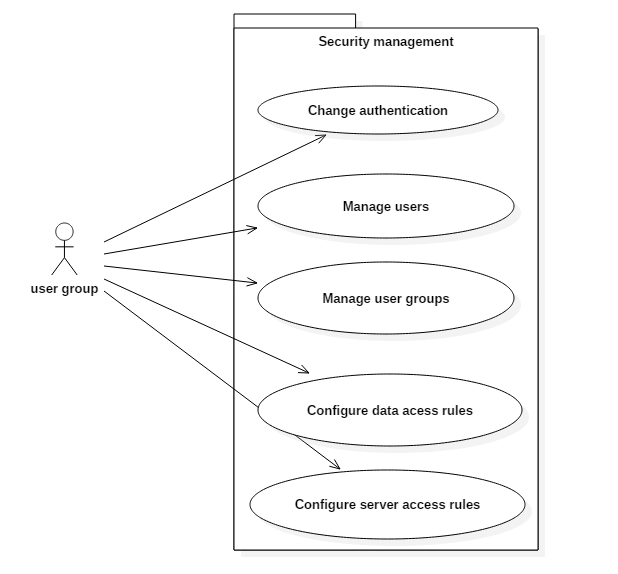 Security management
Change authentication
Manage users
user group
Manage user groups
Configure data acess rules
Configure server access rules